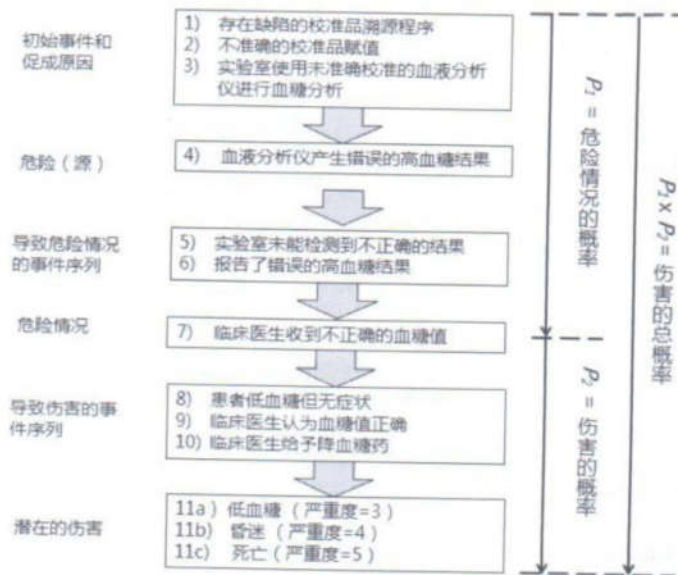 初始事件和
促成原因
1) 存在缺陷的校准品溯源程序
2) 不准确的校准品赋值
3) 实验室使用未准确校准的血液分析
仪进行血糖分析
危险（源）
4) 血液分析仪产生错误的高血糖结果
导致危险情况
的事件序列
5) 实验室未能检测到不正确的结果
6) 报告了错误的高血糖结果
危险情况
7) 临床医生收到不正确的血糖值
导致伤害的事
件序列
8) 患者低血糖但无症状
9) 临床医生认为血糖值正确
10) 临床医生给予降血糖药
潜在的伤害
11a）低血糖（严重度=3）
11b) 昏迷（严重度=4）
11c) 死亡（严重度=5）
P₁ = 危险情况的概率
P₂ = 伤害的概率
P₁ x P₂ = 伤害的总概率